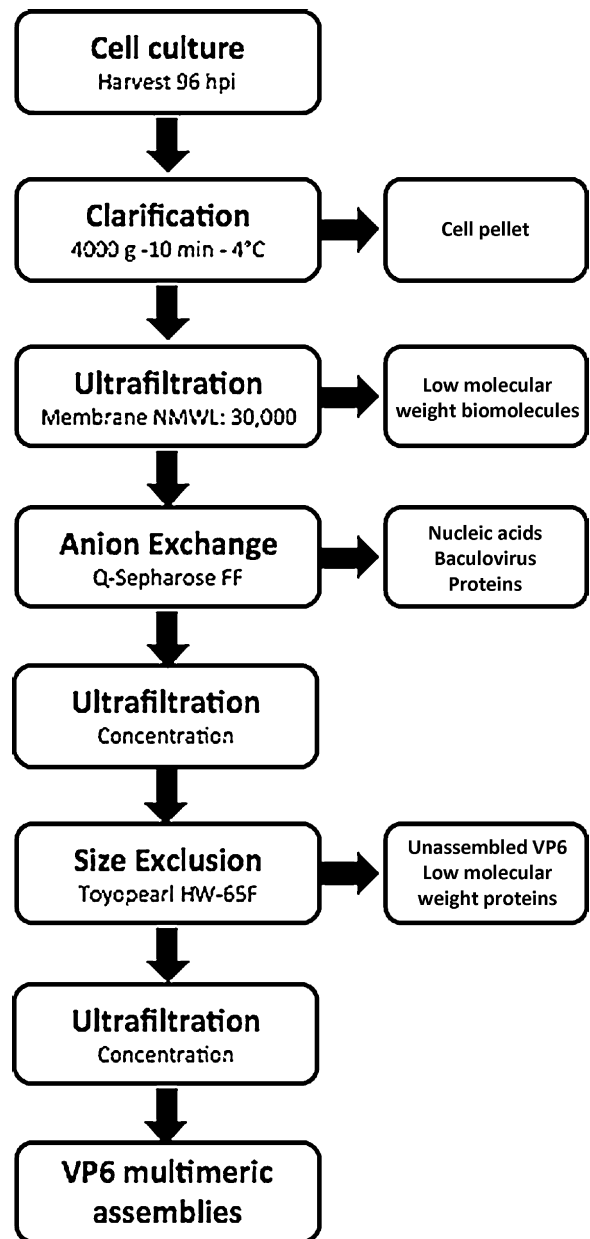 Cell culture
Harvest 96 hpi
Clarification
4000 g -10 min - 4°C
Cell pellet
Ultrafiltration
Membrane NMWL: 30,000
Low molecular
weight biomolecules
Anion Exchange
Q-Sepharose FF
Nucleic acids
Baculovirus
Proteins
Ultrafiltration
Concentration
Size Exclusion
Toyopearl HW-65F
Unassembled VP6
Low molecular
weight proteins
Ultrafiltration
Concentration
VP6 multimeric
assemblies